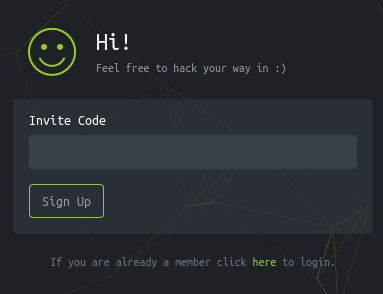 Hi!
Feel free to hack your way in :)
Invite Code
Sign Up
If you are already a member click here to login.